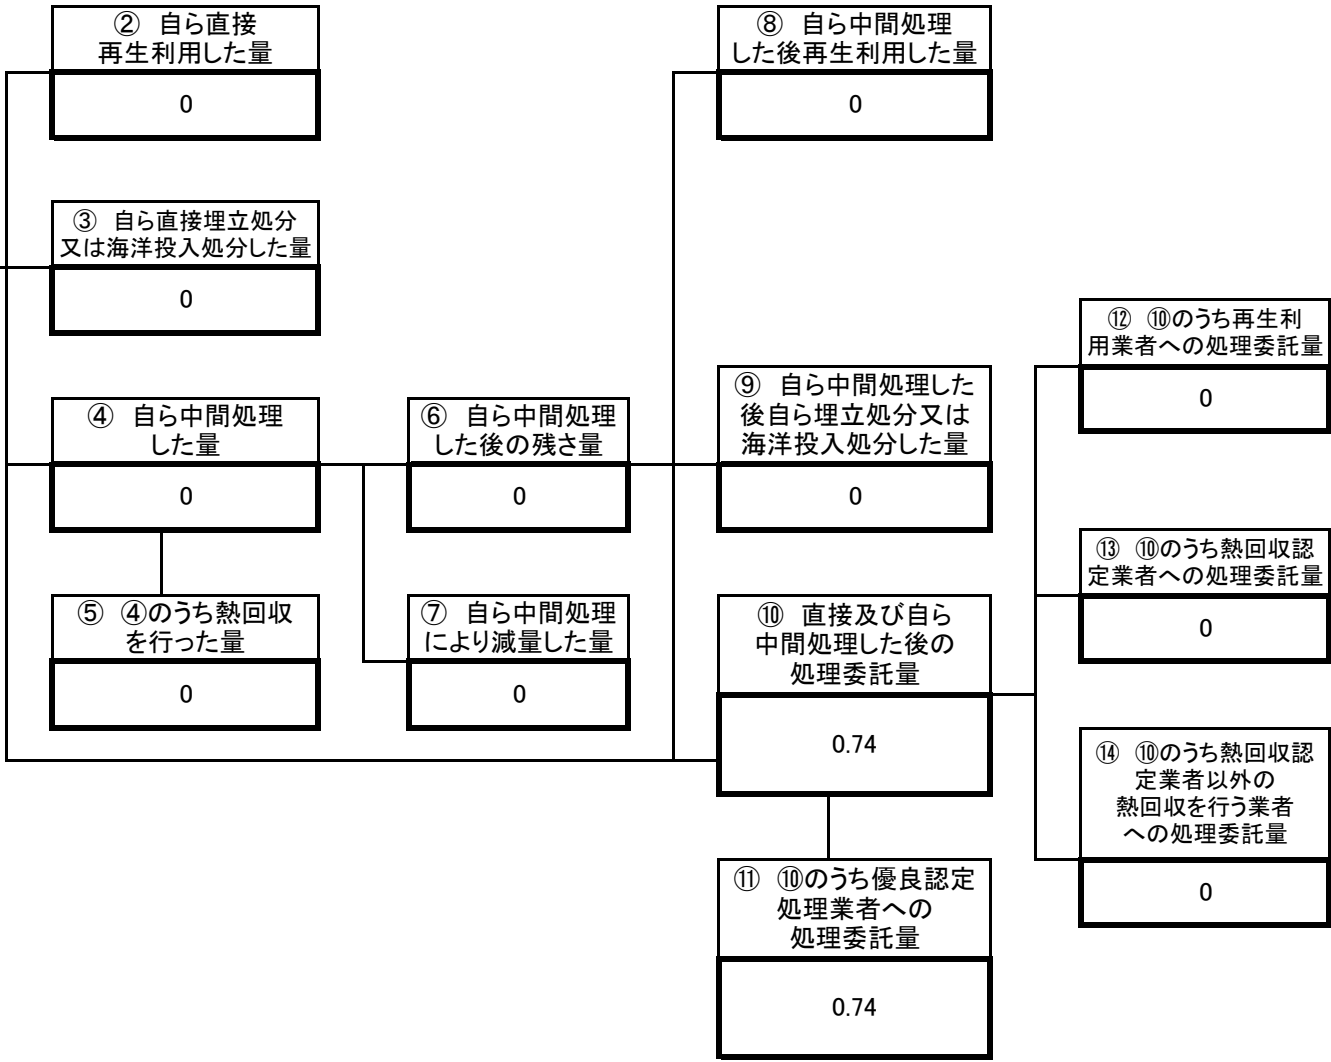 ② 自ら直接
再生利用した量
0
③ 自ら直接埋立処分
又は海洋投入処分した量
0
④ 自ら中間処理
した量
0
⑤ ④のうち熱回収
を行った量
0
⑥ 自ら中間処理
した後の残さ量
0
⑦ 自ら中間処理
により減量した量
0
⑧ 自ら中間処理
した後再生利用した量
0
⑨ 自ら中間処理した
後自ら埋立処分又は
海洋投入処分した量
0
⑩ 直接及び自ら
中間処理した後の
処理委託量
0.74
⑪ ⑩のうち優良認定
処理業者への
処理委託量
0.74
⑫ ⑩のうち再生利
用業者への処理委託量
0
⑬ ⑩のうち熱回収認
定業者への処理委託量
0
⑭ ⑩のうち熱回収認
定業者以外の
熱回収を行う業者
への処理委託量
0